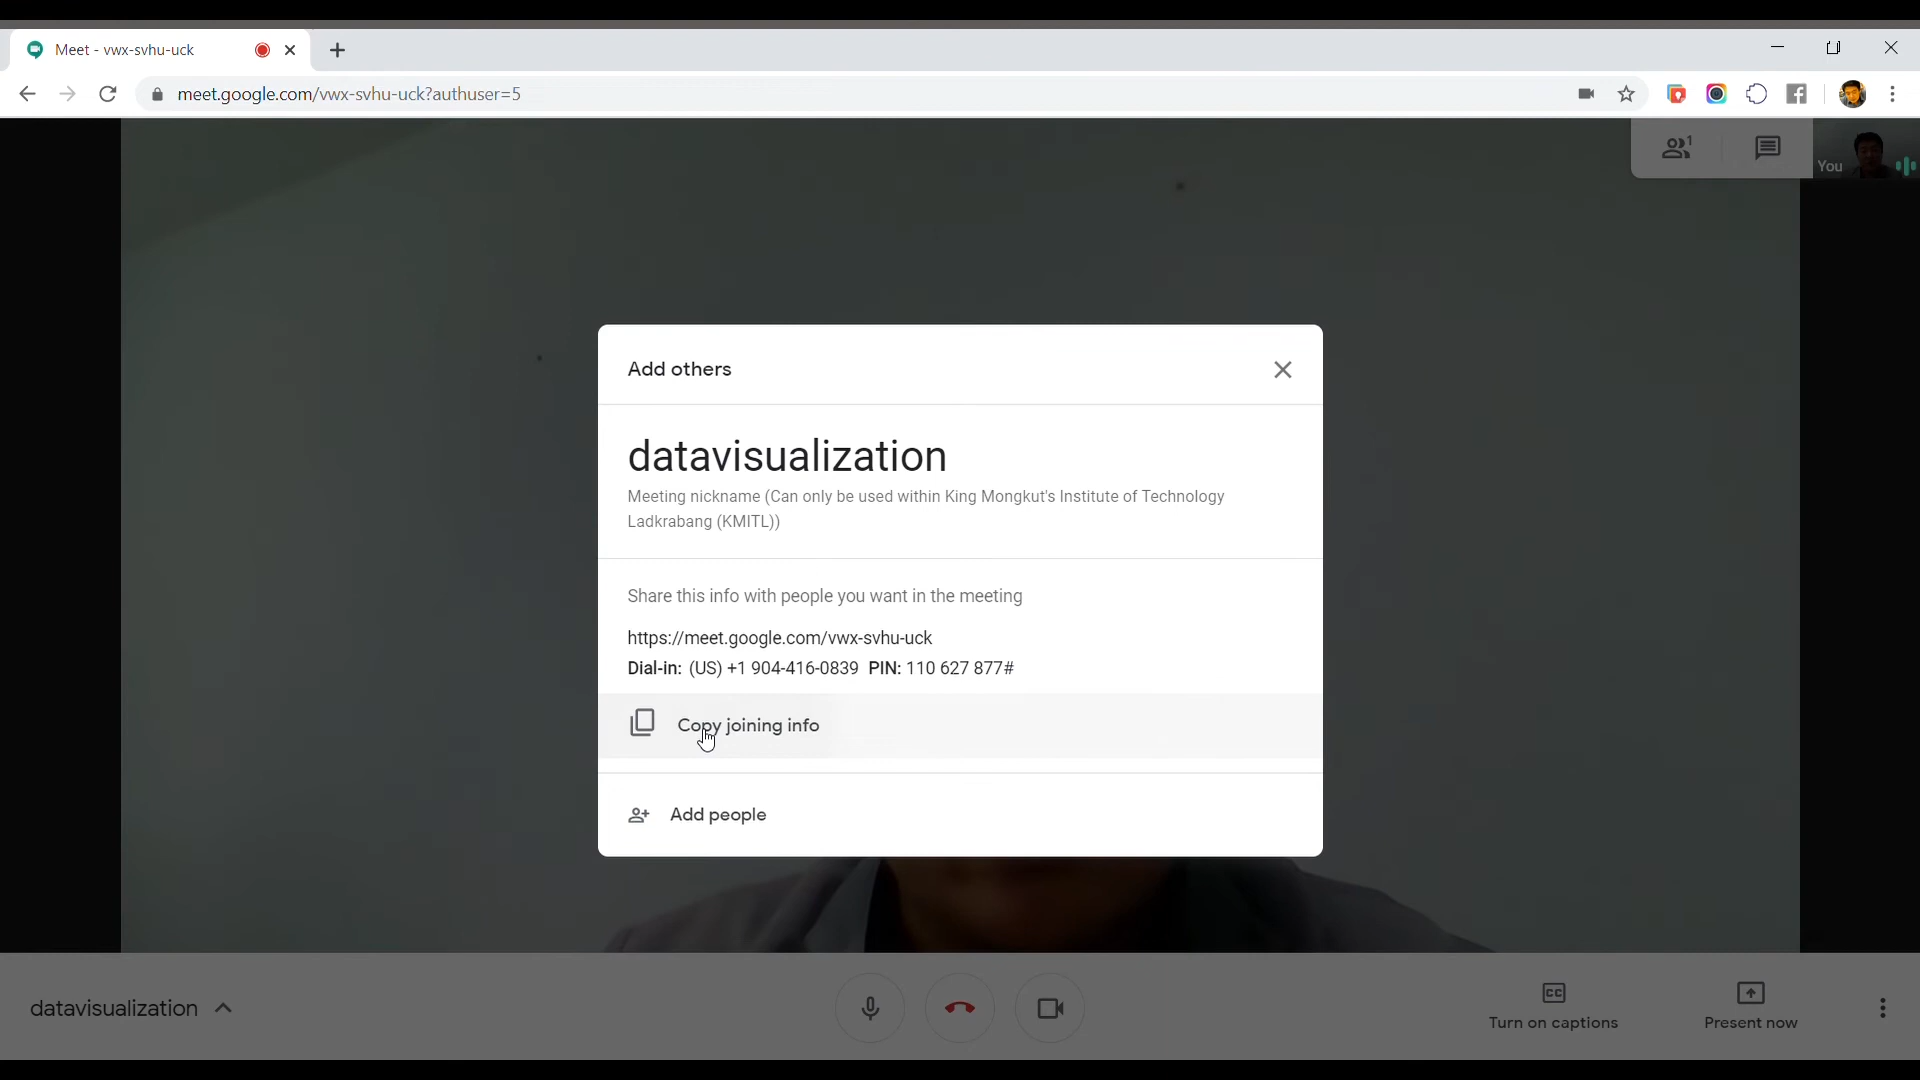 Meet - vwx-svhu-uck
meet.google.com/vwx-svhu-uck?authuser=5
1
You
Add others
datavisualization
Meeting nickname (Can only be used within King Mongkut's Institute of Technology
Ladkrabang (KMITL))
Share this info with people you want in the meeting
https://meet.google.com/vwx-svhu-uck
Dial-in: (US) +1 904-416-0839 PIN: 110 627 877#
Copy joining info
Add people
datavisualization
CC
Turn on captions
Present now